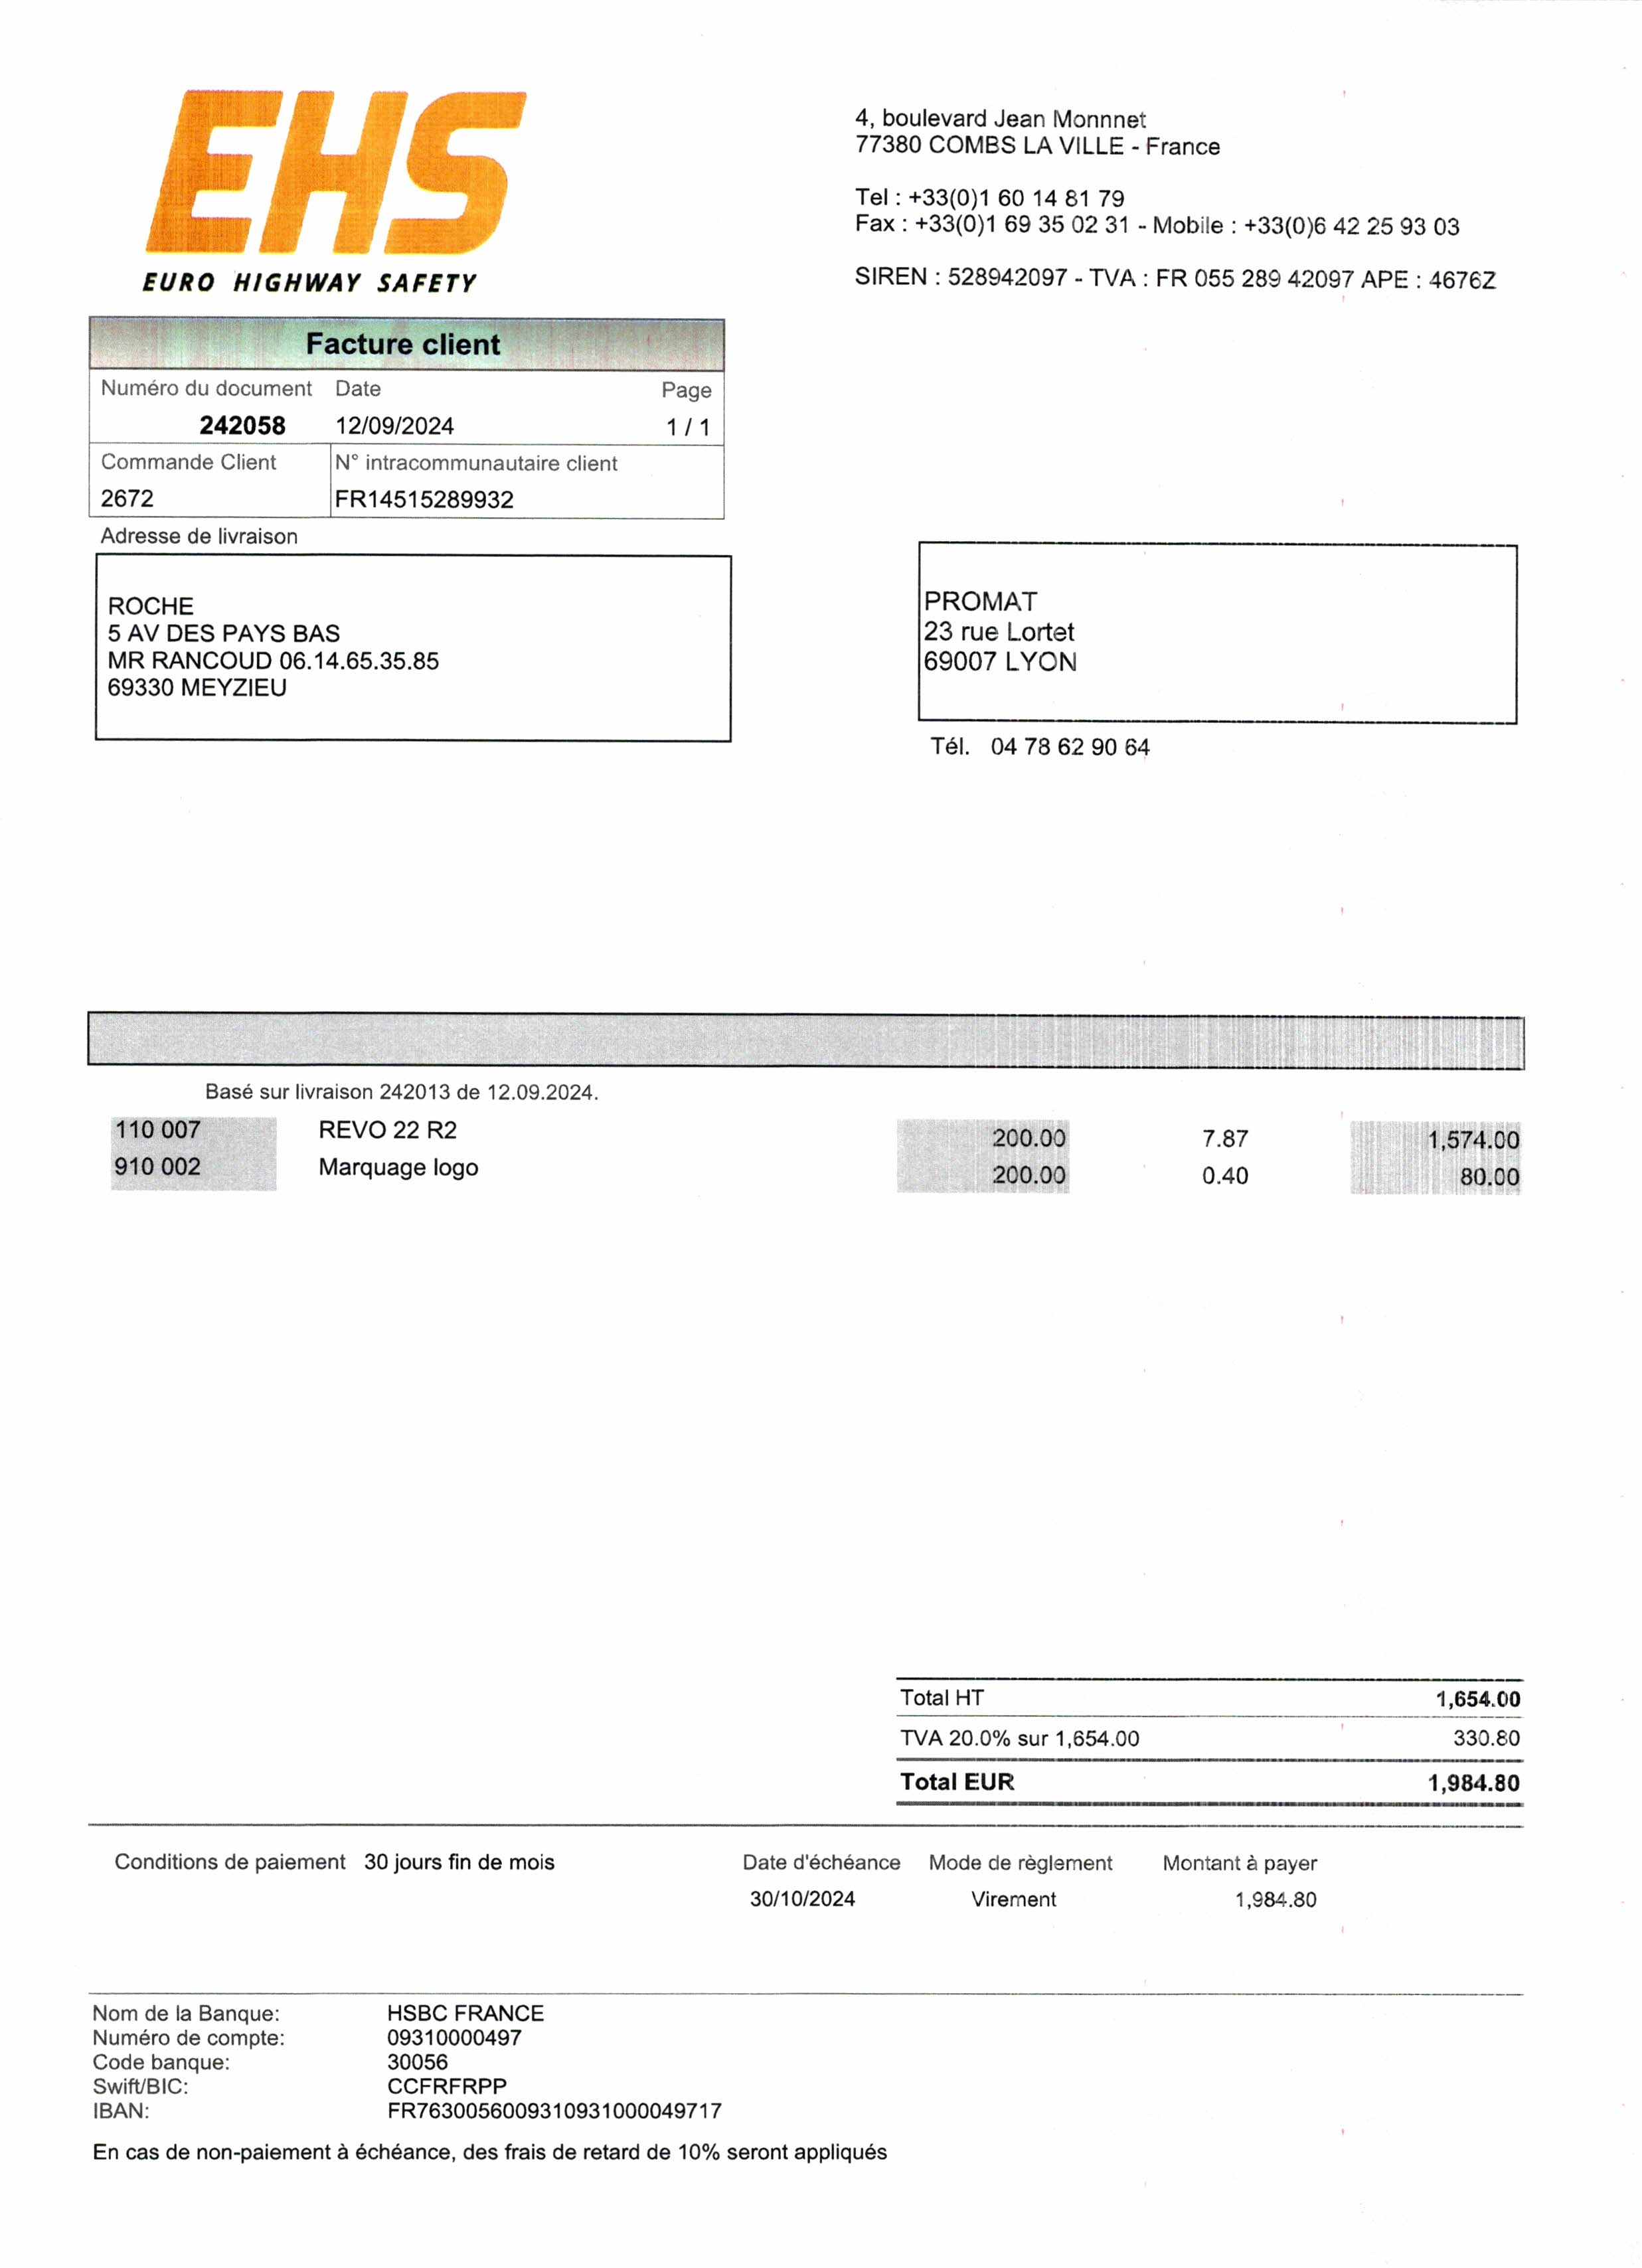 EHS
EURO HIGHWAY SAFETY
4, boulevard Jean Monnnet
77380 COMBS LA VILLE - France
Tel : +33(0)1 60 14 81 79
Fax : +33(0)1 69 35 02 31 - Mobile : +33(0)6 42 25 93 03
SIREN : 528942097 - TVA : FR 055 289 42097 APE : 4676Z
Facture client
Numéro du document Date Page
242058 12/09/2024 1 / 1
Commande Client N° intracommunautaire client
2672 FR14515289932
Adresse de livraison
ROCHE
5 AV DES PAYS BAS
MR RANCOUD 06.14.65.35.85
69330 MEYZIEU
PROMAT
23 rue Lortet
69007 LYON
Tél. 04 78 62 90 64
Basé sur livraison 242013 de 12.09.2024.
110 007 REVO 22 R2 200.00 7.87 1,574.00
910 002 Marquage logo 200.00 0.40 80.00
Total HT 1,654.00
TVA 20.0% sur 1,654.00 330.80
Total EUR 1,984.80
Conditions de paiement 30 jours fin de mois Date d'échéance Mode de règlement Montant à payer
30/10/2024 Virement 1,984.80
Nom de la Banque: HSBC FRANCE
Numéro de compte: 09310000497
Code banque: 30056
Swift/BIC: CCFRFRPP
IBAN: FR7630056009310931000049717
En cas de non-paiement à échéance, des frais de retard de 10% seront appliqués